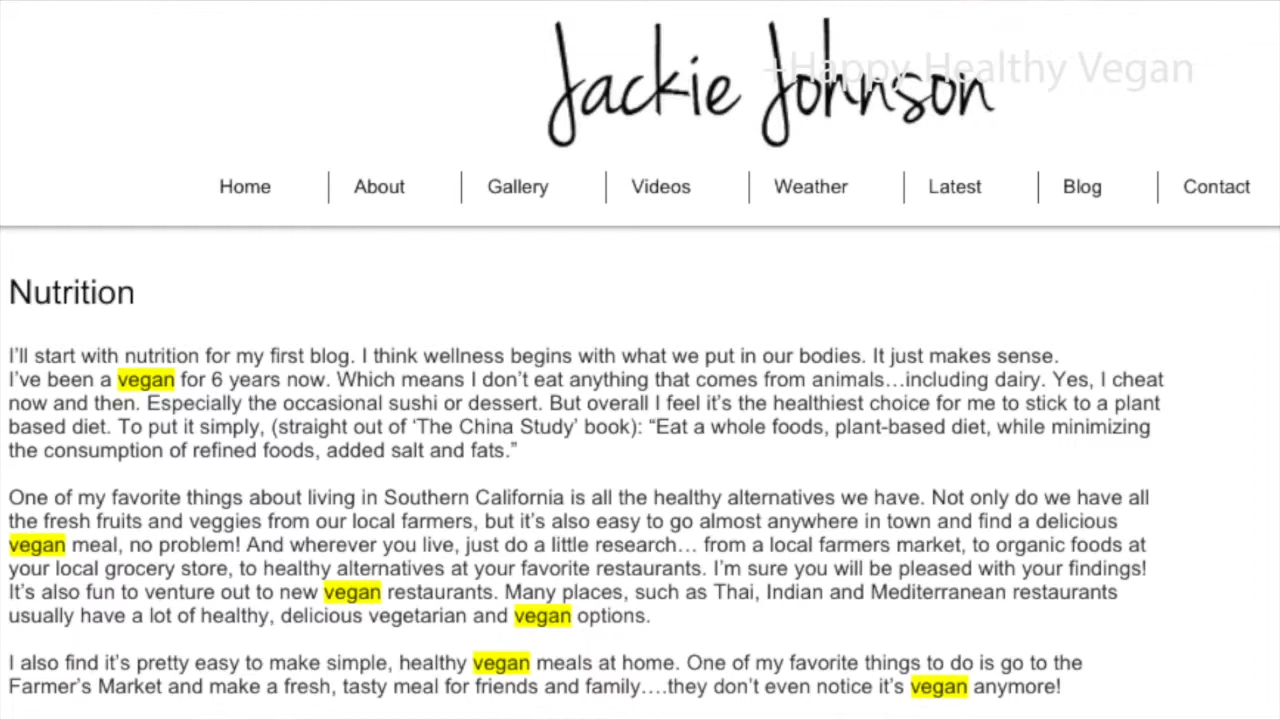 Jackie Johnson
+Happy Healthy Vegan
Home About Gallery Videos Weather Latest Blog Contact
Nutrition
I’ll start with nutrition for my first blog. I think wellness begins with what we put in our bodies. It just makes sense.
I’ve been a vegan for 6 years now. Which means I don’t eat anything that comes from animals…including dairy. Yes, I cheat
now and then. Especially the occasional sushi or dessert. But overall I feel it’s the healthiest choice for me to stick to a plant
based diet. To put it simply, (straight out of ‘The China Study’ book): “Eat a whole foods, plant-based diet, while minimizing
the consumption of refined foods, added salt and fats.”
One of my favorite things about living in Southern California is all the healthy alternatives we have. Not only do we have all
the fresh fruits and veggies from our local farmers, but it’s also easy to go almost anywhere in town and find a delicious
vegan meal, no problem! And wherever you live, just do a little research… from a local farmers market, to organic foods at
your local grocery store, to healthy alternatives at your favorite restaurants. I’m sure you will be pleased with your findings!
It’s also fun to venture out to new vegan restaurants. Many places, such as Thai, Indian and Mediterranean restaurants
usually have a lot of healthy, delicious vegetarian and vegan options.
I also find it’s pretty easy to make simple, healthy vegan meals at home. One of my favorite things to do is go to the
Farmer’s Market and make a fresh, tasty meal for friends and family….they don’t even notice it’s vegan anymore!